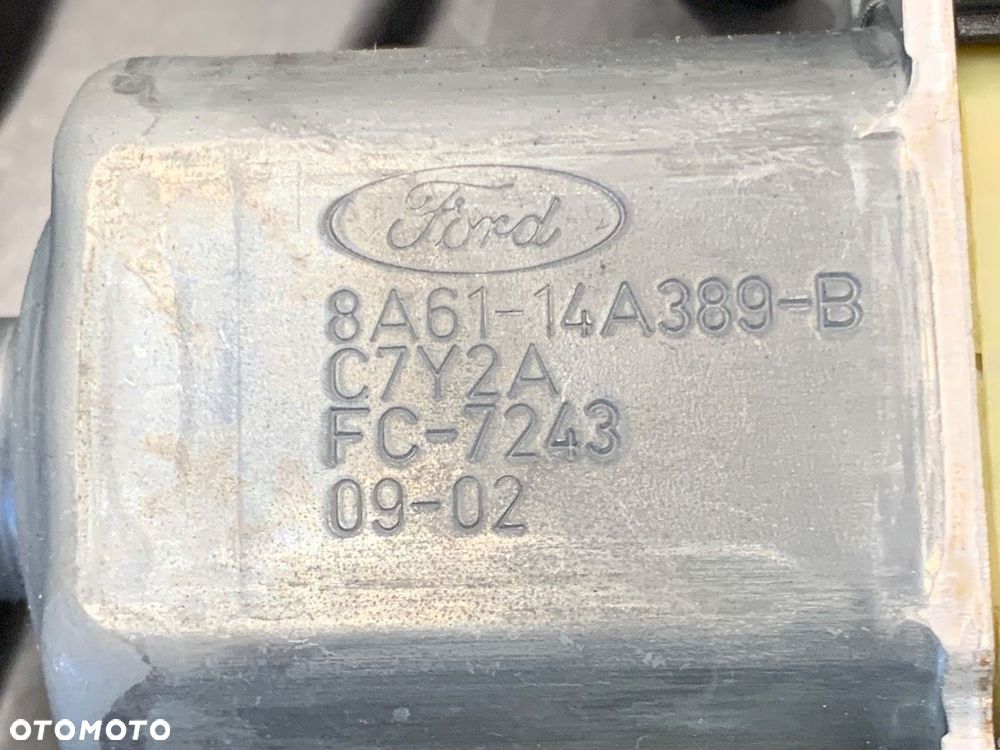 Ford
8A61-14A389-B
C7Y2A
FC-7243
09-02
OTOMOTO